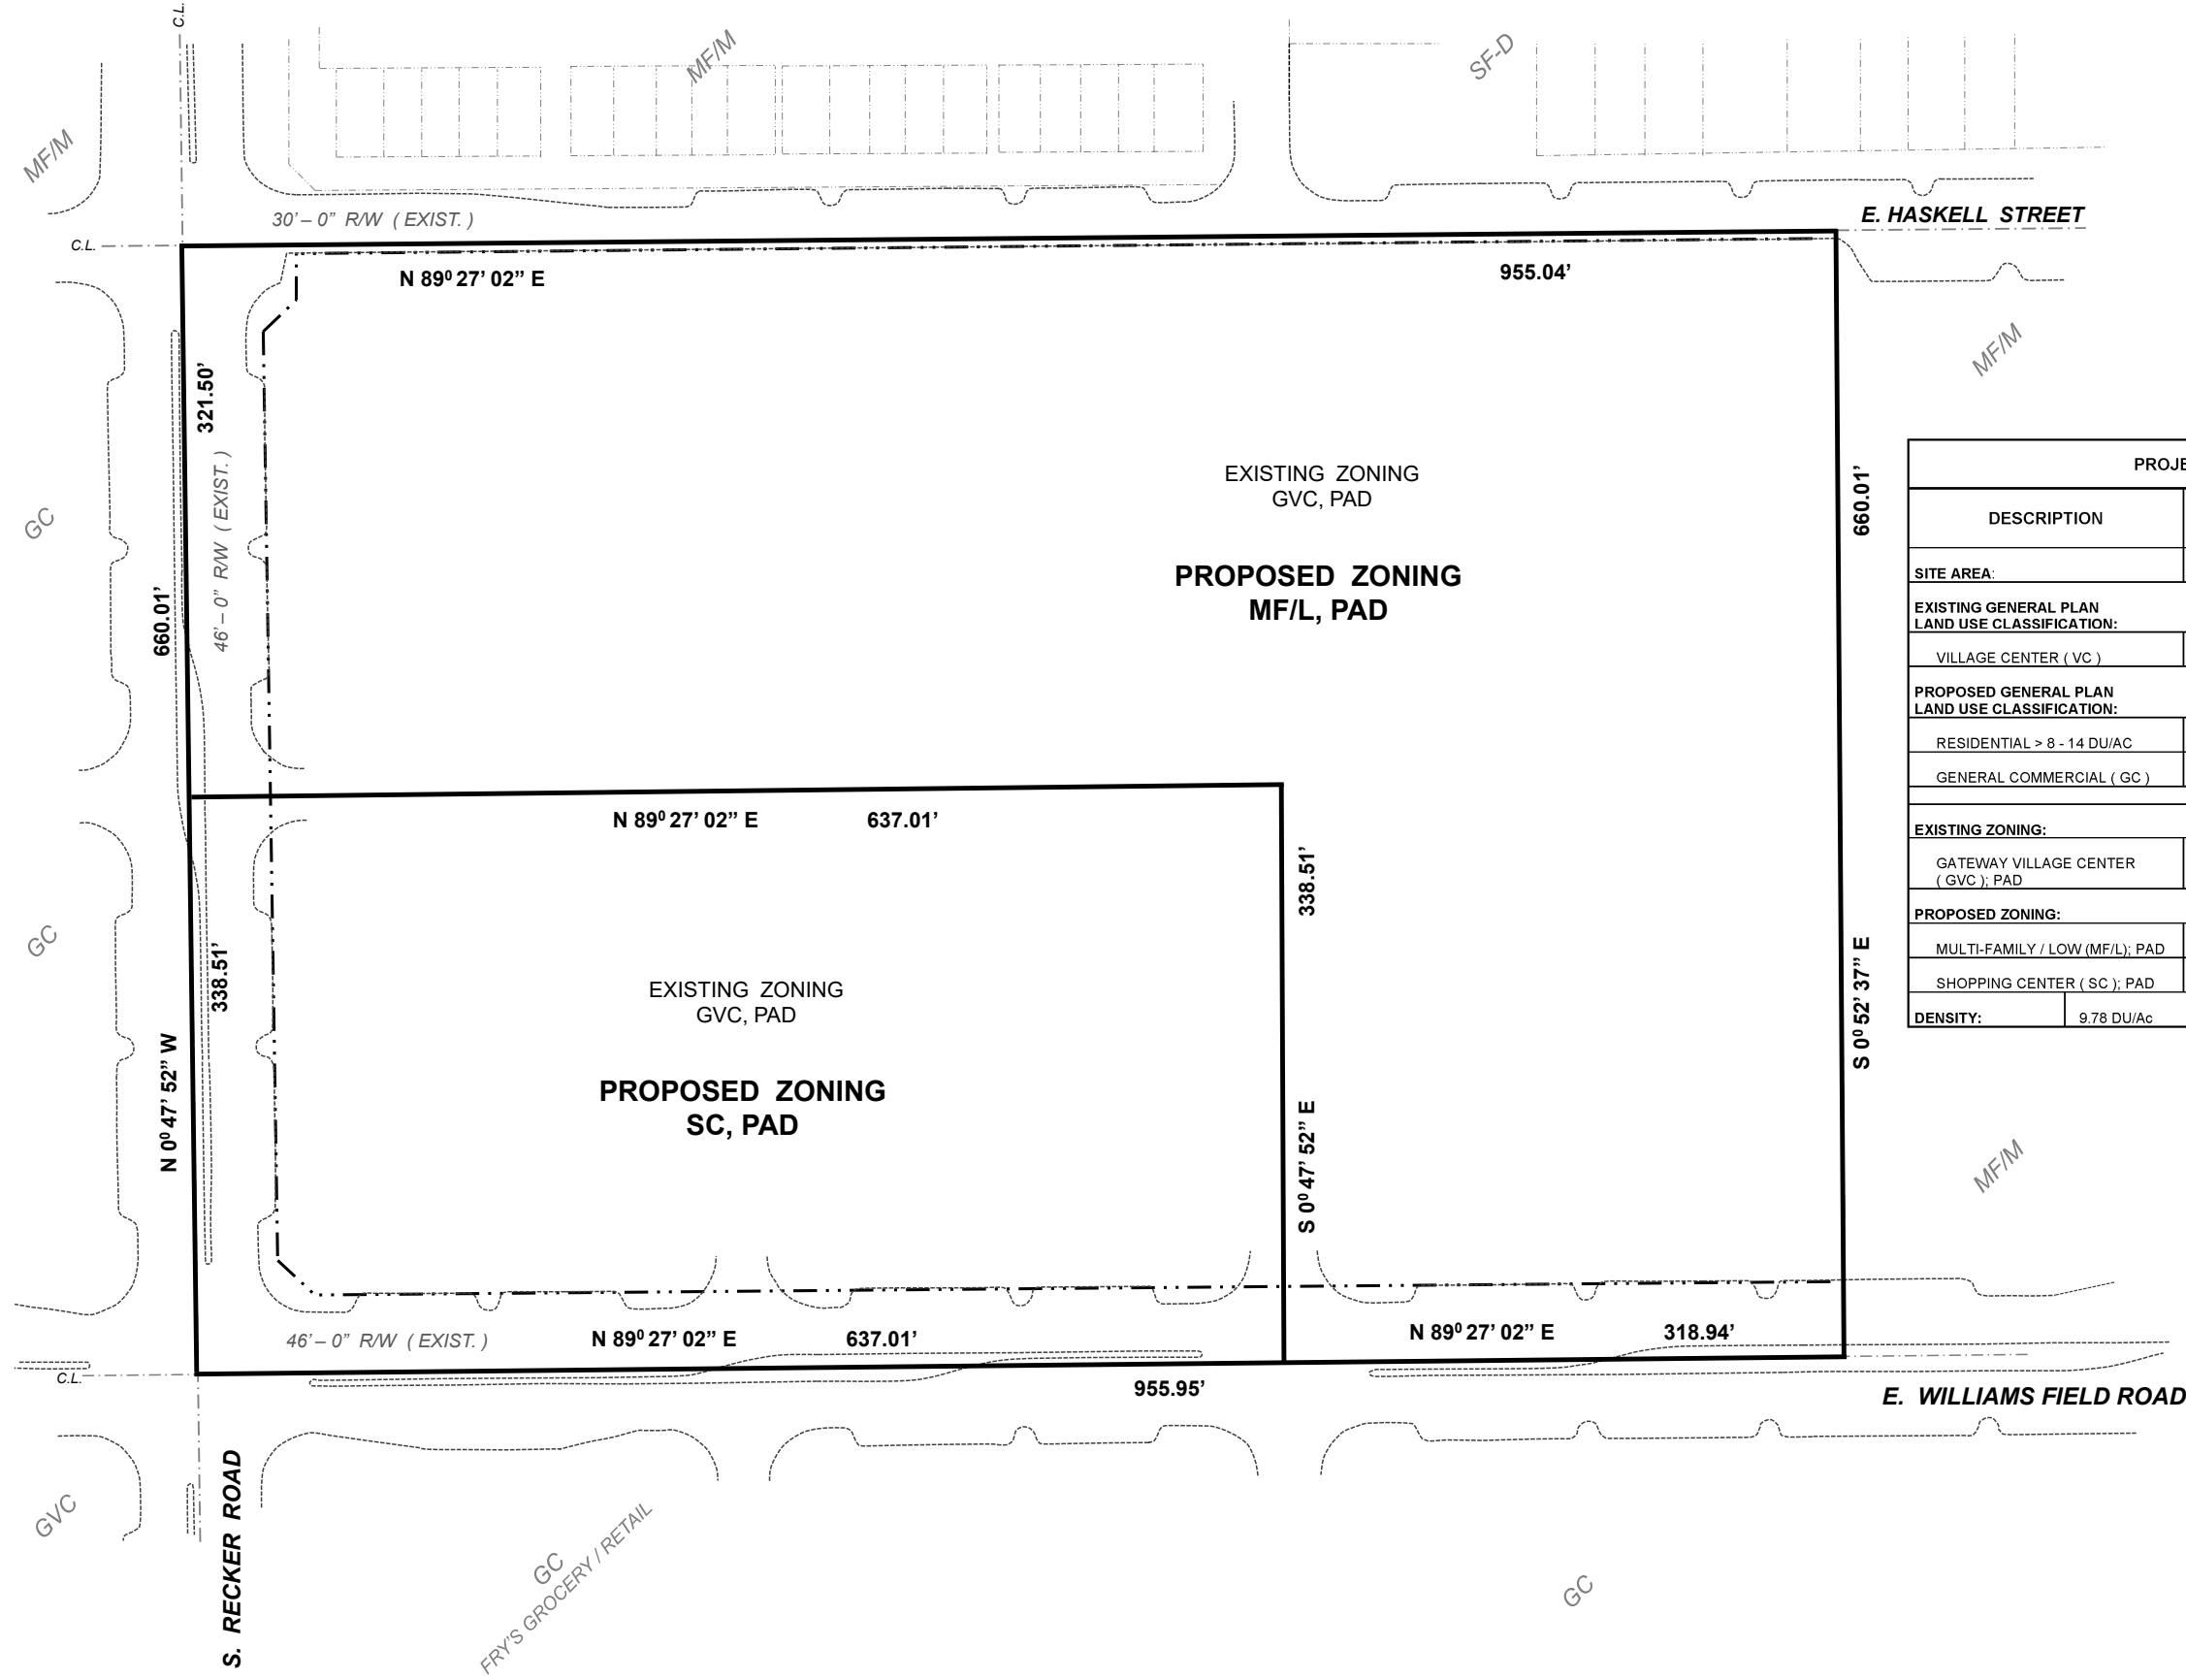 C.L.
MF/M
SF-D
MF/M
30’ – 0” R/W ( EXIST. )
E. HASKELL STREET
C.L.
N 89⁰ 27’ 02” E
955.04’
MF/M
321.50’
46’ – 0” R/W ( EXIST. )
660.01’
GC
EXISTING ZONING
GVC, PAD
PROPOSED ZONING
MF/L, PAD
660.01’
PROJE
DESCRIPTION
SITE AREA:
EXISTING GENERAL PLAN
LAND USE CLASSIFICATION:
VILLAGE CENTER ( VC )
PROPOSED GENERAL PLAN
LAND USE CLASSIFICATION:
RESIDENTIAL > 8 - 14 DU/AC
GENERAL COMMERCIAL ( GC )
EXISTING ZONING:
GATEWAY VILLAGE CENTER
( GVC ); PAD
PROPOSED ZONING:
MULTI-FAMILY / LOW (MF/L); PAD
SHOPPING CENTER ( SC ); PAD
DENSITY: 9.78 DU/Ac
N 89⁰ 27’ 02” E
637.01’
338.51’
GC
338.51’
N 0⁰ 47’ 52” W
EXISTING ZONING
GVC, PAD
PROPOSED ZONING
SC, PAD
S 0⁰ 47’ 52” E
S 0⁰ 52’ 37” E
MF/M
46’ – 0” R/W ( EXIST. )
N 89⁰ 27’ 02” E
637.01’
N 89⁰ 27’ 02” E
318.94’
C.L.
955.95’
E. WILLIAMS FIELD ROAD
GVC
S. RECKER ROAD
GC
FRY'S GROCERY / RETAIL
GC